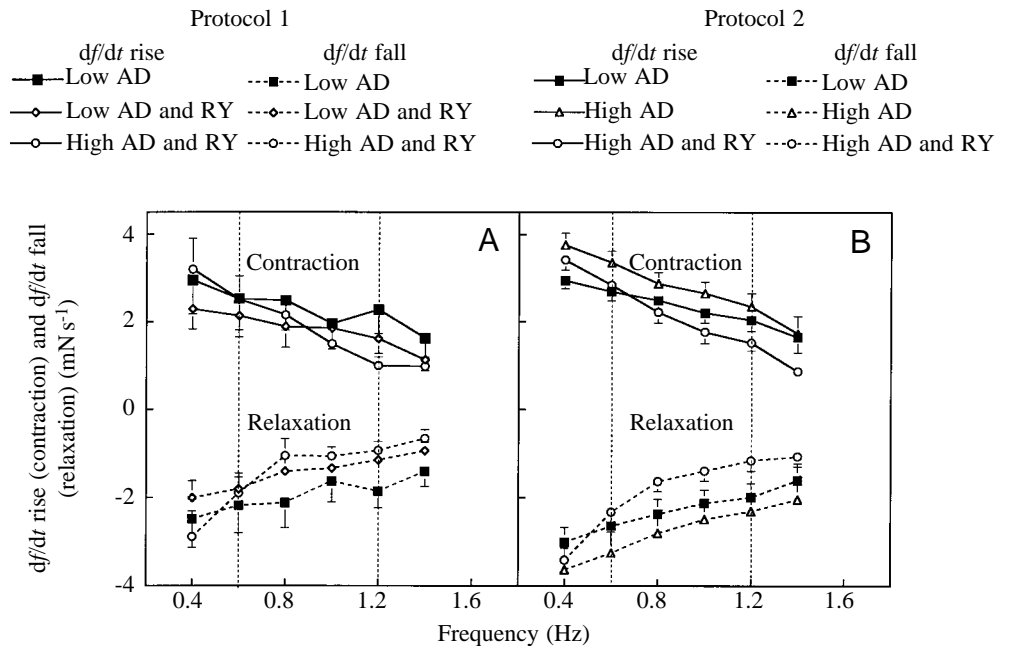 Protocol 1
Protocol 2
df/dt rise
df/dt fall
df/dt rise
df/dt fall
Low AD
Low AD
Low AD
Low AD
Low AD and RY
Low AD and RY
High AD
High AD
High AD and RY
High AD and RY
High AD and RY
High AD and RY
A
B
Contraction
Contraction
Relaxation
Relaxation
4
2
0
-2
-4
df/dt rise (contraction) and df/dt fall
(relaxation) (mN s⁻¹)
0.4 0.8 1.2 1.6
0.4 0.8 1.2 1.6
Frequency (Hz)